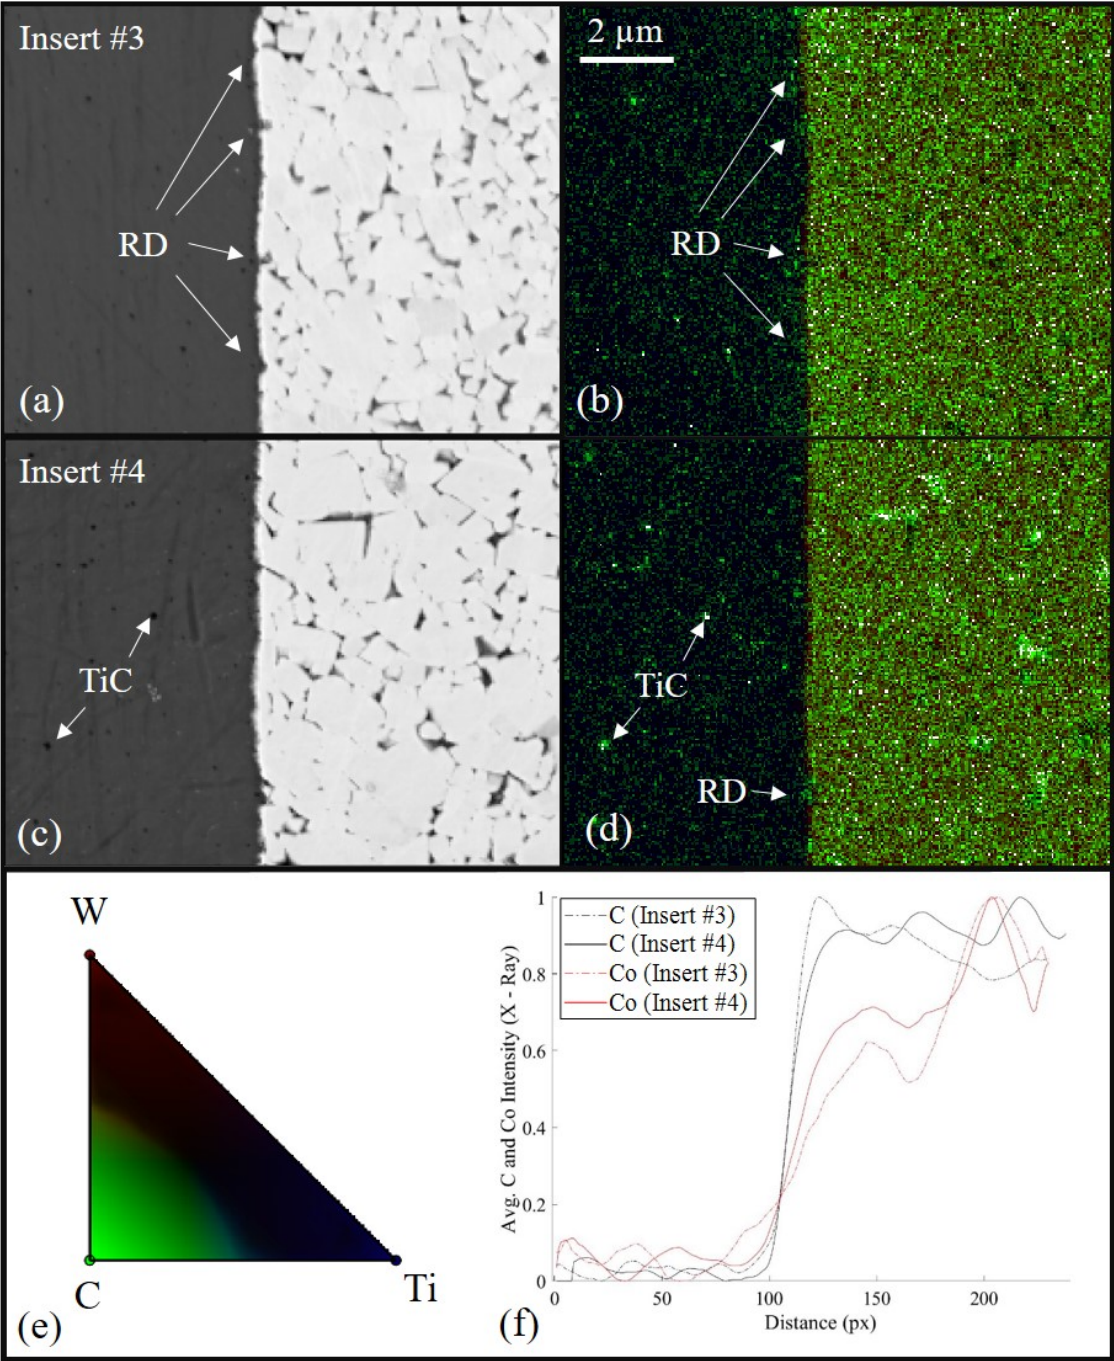 Insert #3
2 µm
RD
RD
(a)
(b)
Insert #4
TiC
TiC
RD
(c)
(d)
W
C
Ti
(e)
C (Insert #3)
C (Insert #4)
Co (Insert #3)
Co (Insert #4)
Avg. C and Co Intensity (X - Ray)
1
0.8
0.6
0.4
0.2
0
0
50
100
150
200
Distance (px)
(f)